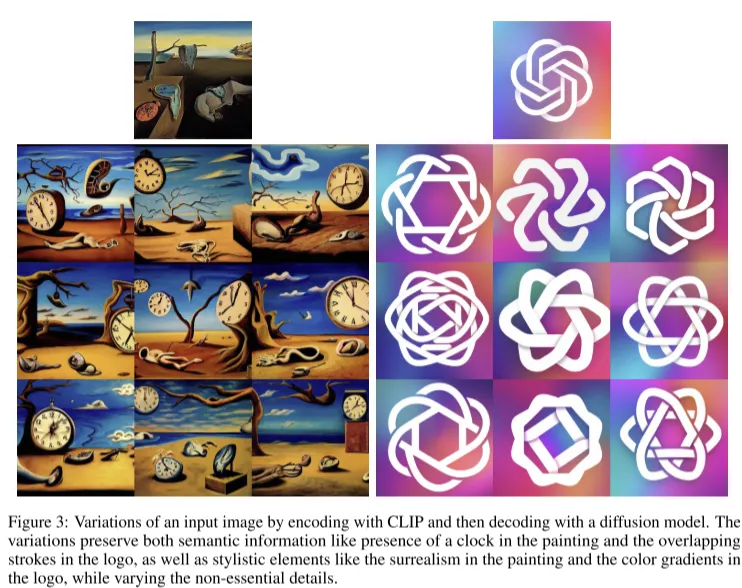 Figure 3: Variations of an input image by encoding with CLIP and then decoding with a diffusion model. The
variations preserve both semantic information like presence of a clock in the painting and the overlapping
strokes in the logo, as well as stylistic elements like the surrealism in the painting and the color gradients in
the logo, while varying the non-essential details.